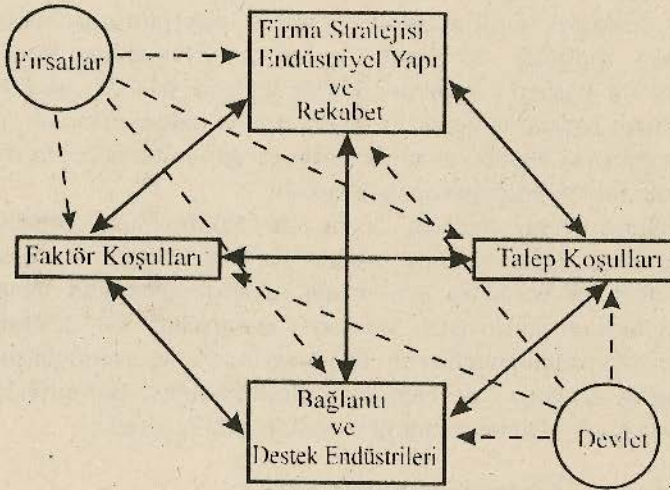 Fırsatlar
Firma Stratejisi
Endüstriyel Yapı
ve
Rekabet
Faktör Koşulları
Talep Koşulları
Bağlantı
ve
Destek Endüstrileri
Devlet